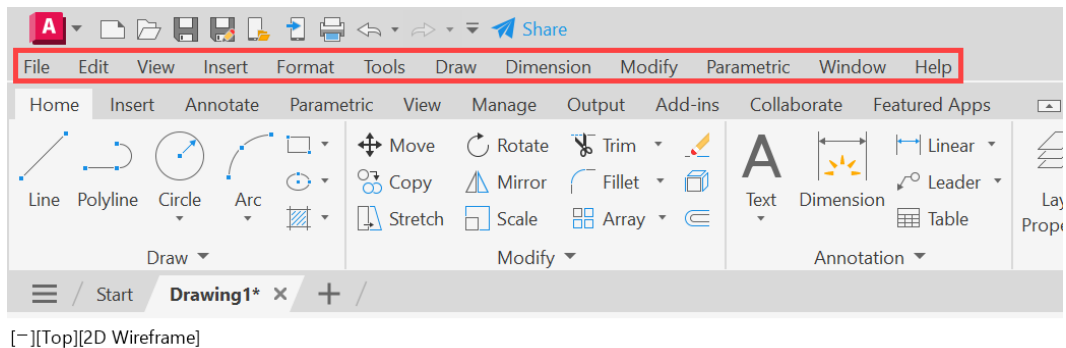 A Share
File Edit View Insert Format Tools Draw Dimension Modify Parametric Window Help
Home Insert Annotate Parametric View Manage Output Add-ins Collaborate Featured Apps
Move Rotate Trim Linear
Copy Mirror Fillet Leader
Line Polyline Circle Arc Text Dimension
Stretch Scale Array Table
Draw Modify Annotation
Start Drawing1*
[−][Top][2D Wireframe]